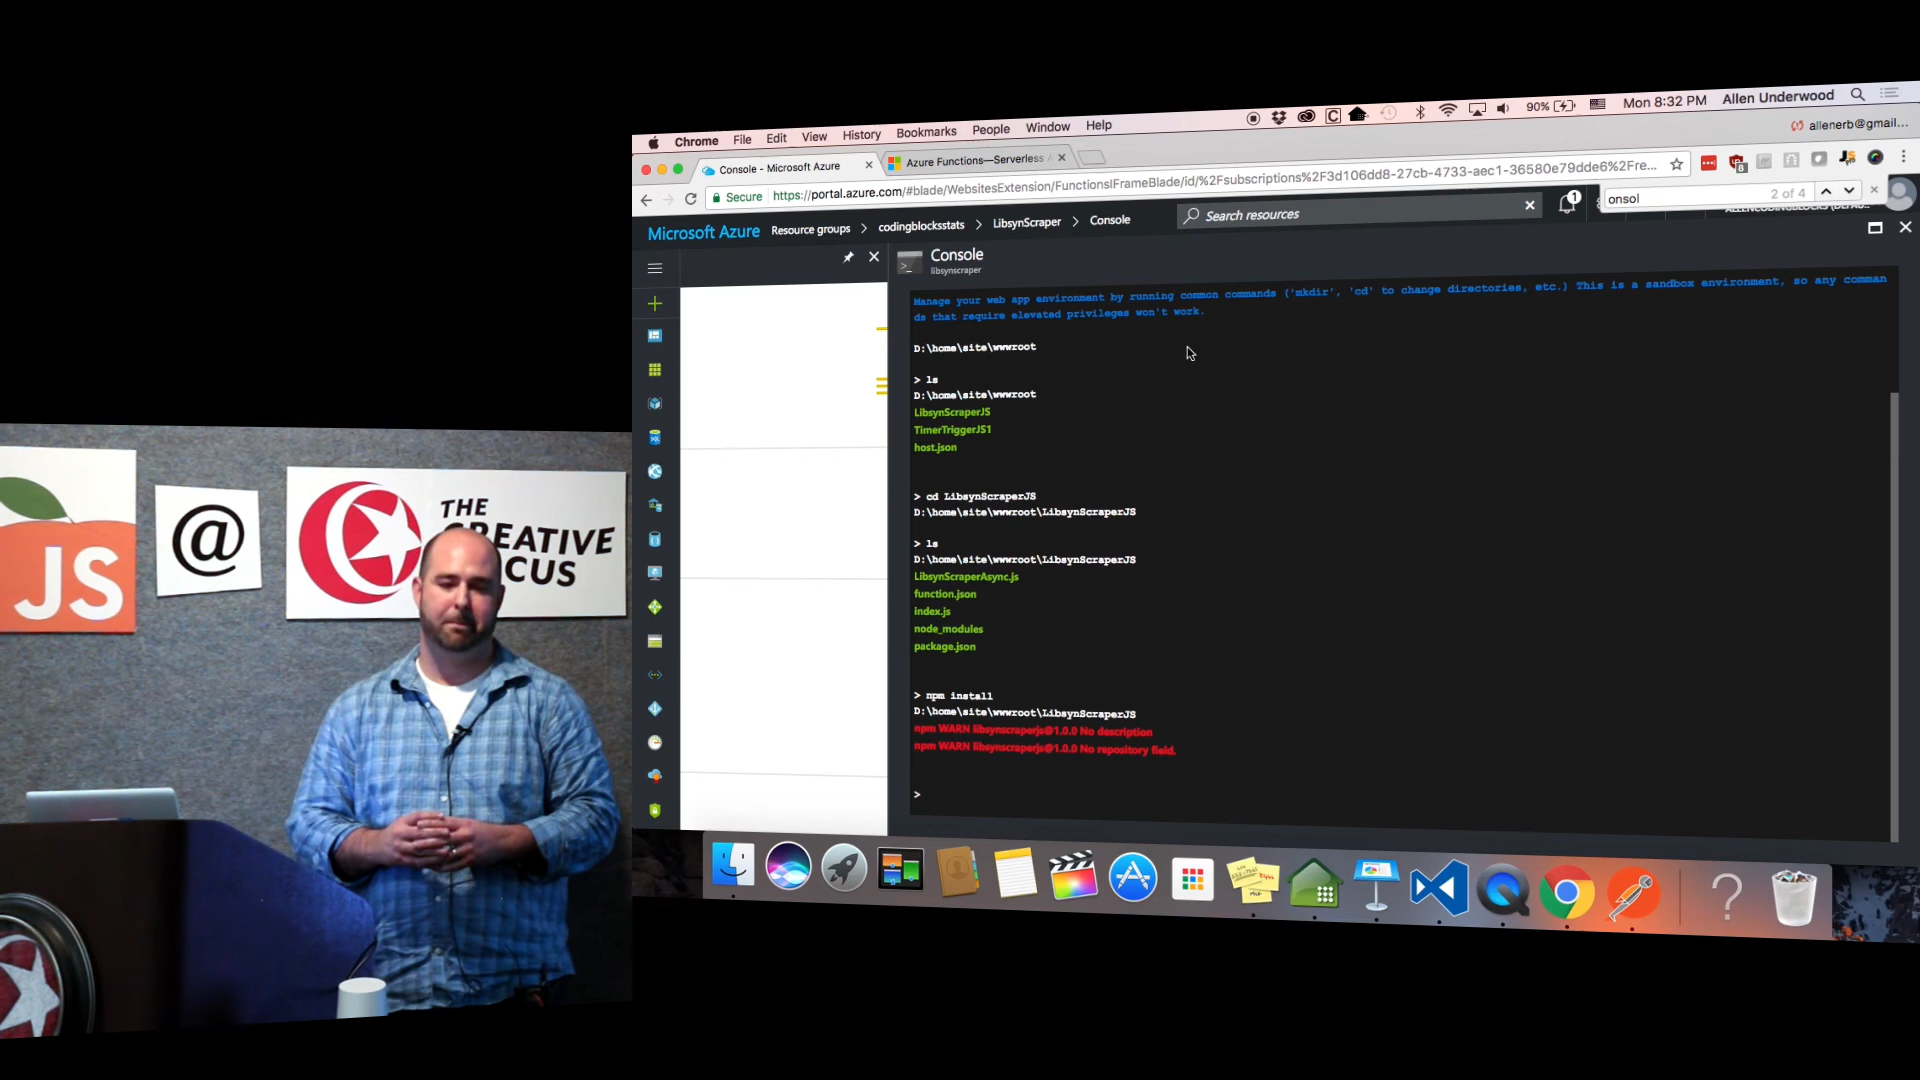 Chrome File Edit View History Bookmarks People Window Help
90%
Mon 8:32 PM Allen Underwood
Console - Microsoft Azure
Azure Functions—Serverless
allenerb@gmail...
Secure https://portal.azure.com/#blade/WebsitesExtension/FunctionsIFrameBlade/id/%2Fsubscriptions%2F3d106dd8-27cb-4733-aec1-36580e79dde6%2Fre...
onsol 2 of 4
Microsoft Azure Resource groups > codingblocksstats > LibsynScraper > Console
Search resources
1
8
Console
libsynscraper
Manage your web app environment by running common commands ('mkdir', 'cd' to change directories, etc.) This is a sandbox environment, so any comman
ds that require elevated privileges won't work.
D:\home\site\wwwroot
> ls
D:\home\site\wwwroot
LibsynScraperJS
TimerTriggerJS1
host.json
> cd LibsynScraperJS
D:\home\site\wwwroot\LibsynScraperJS
> ls
D:\home\site\wwwroot\LibsynScraperJS
LibsynScraperAsync.js
function.json
index.js
node_modules
package.json
> npm install
D:\home\site\wwwroot\LibsynScraperJS
npm WARN libsynscraperjs@1.0.0 No description
npm WARN libsynscraperjs@1.0.0 No repository field.
>
JS
@
THE
CREATIVE
CUS